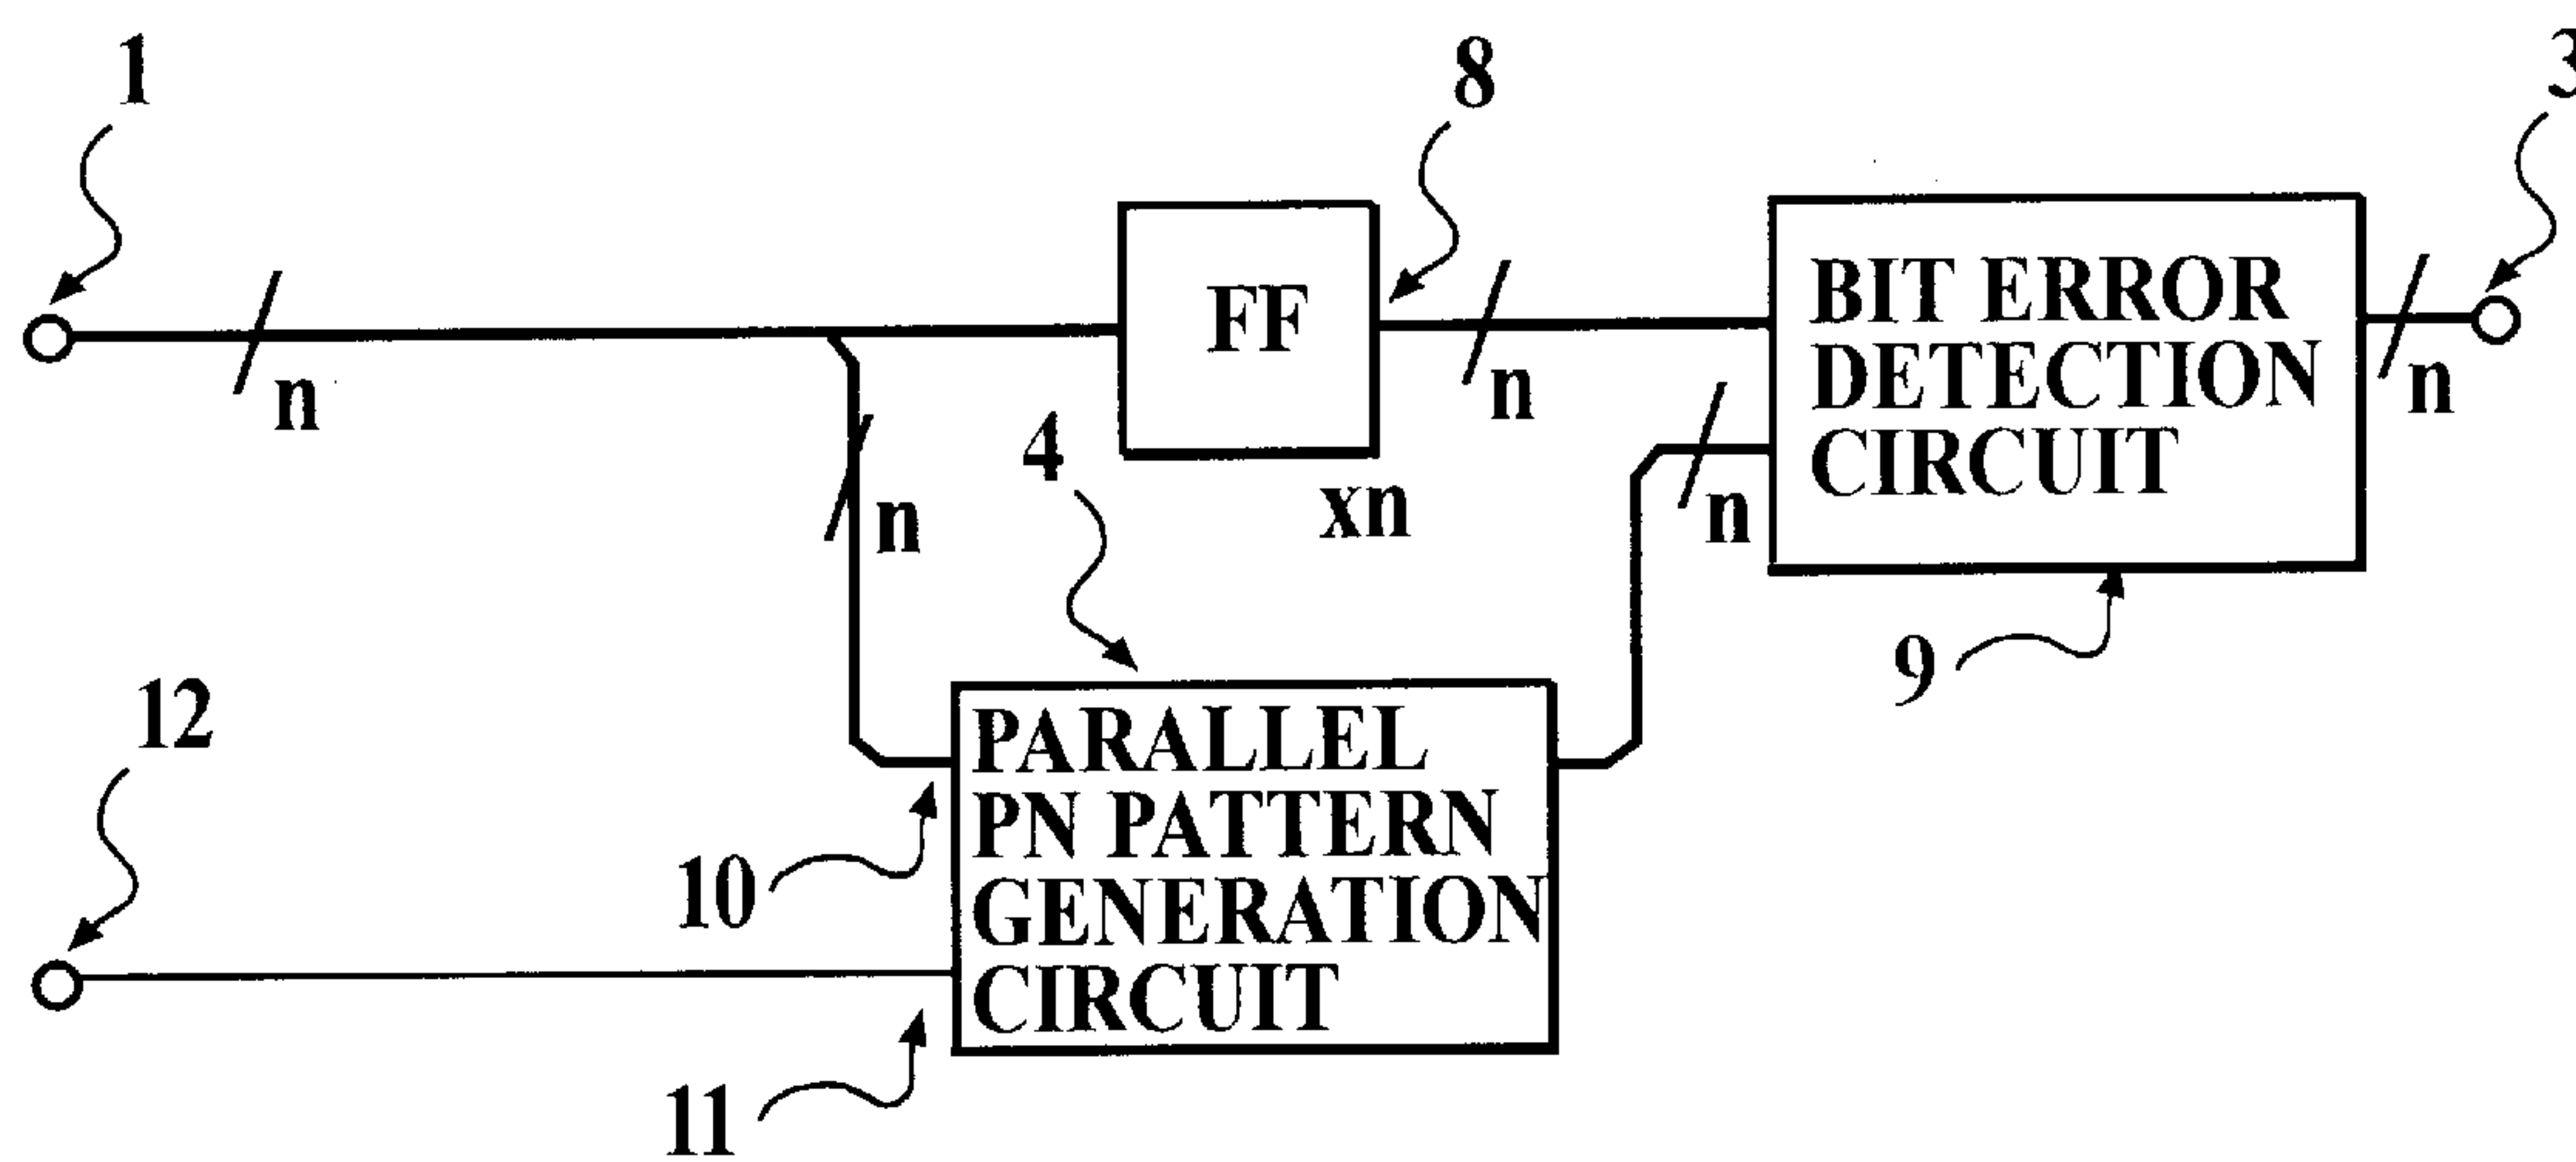 1
8
3
n
FF
n
BIT ERROR
DETECTION
CIRCUIT
n
n
4
xn
n
12
9
10
PARALLEL
PN PATTERN
GENERATION
CIRCUIT
11